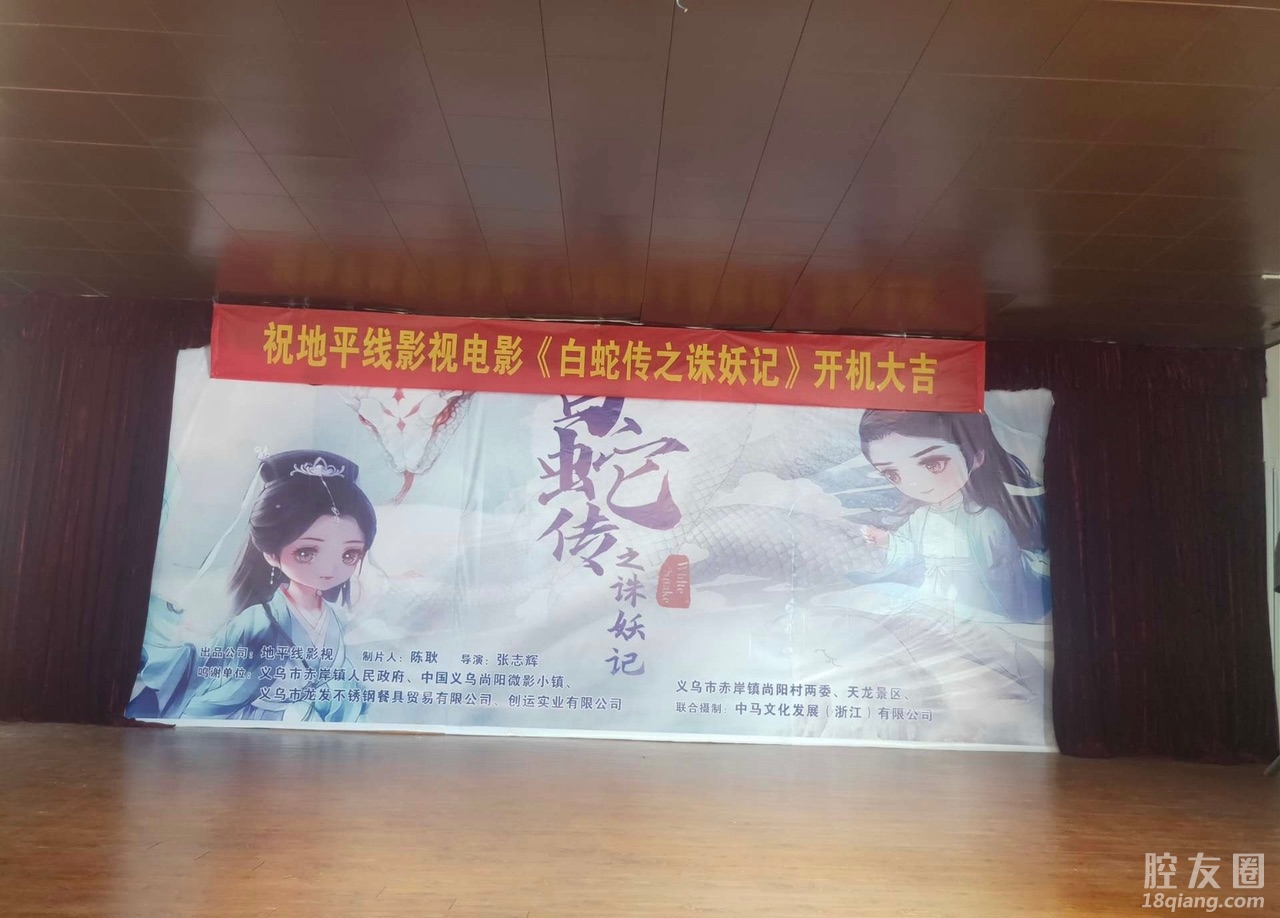 祝地平线影视电影《白蛇传之诛妖记》开机大吉
白蛇传
之诛妖记
White
Snake
出品公司：地平线影视 制片人：陈耿 导演：张志辉
鸣谢单位：义乌市赤岸镇人民政府、中国义乌尚阳微影小镇、
义乌市龙发不锈钢餐具贸易有限公司、创运实业有限公司
义乌市赤岸镇尚阳村两委、天龙景区、
联合摄制：中马文化发展（浙江）有限公司
腔友圈
18qiang.com